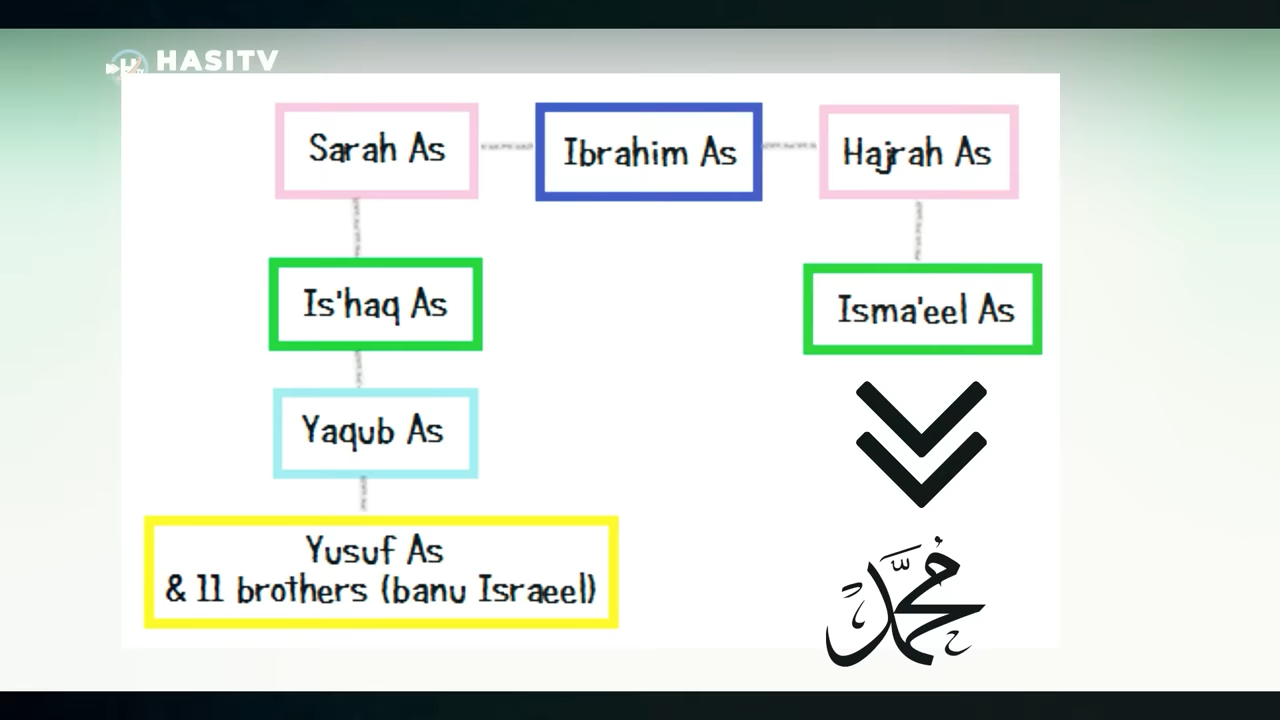 HASITV
Sarah As
Ibrahim As
Hajrah As
Is'haq As
Isma'eel As
Yaqub As
Yusuf As
& 11 brothers (banu Israeel)
مُحَمَّد